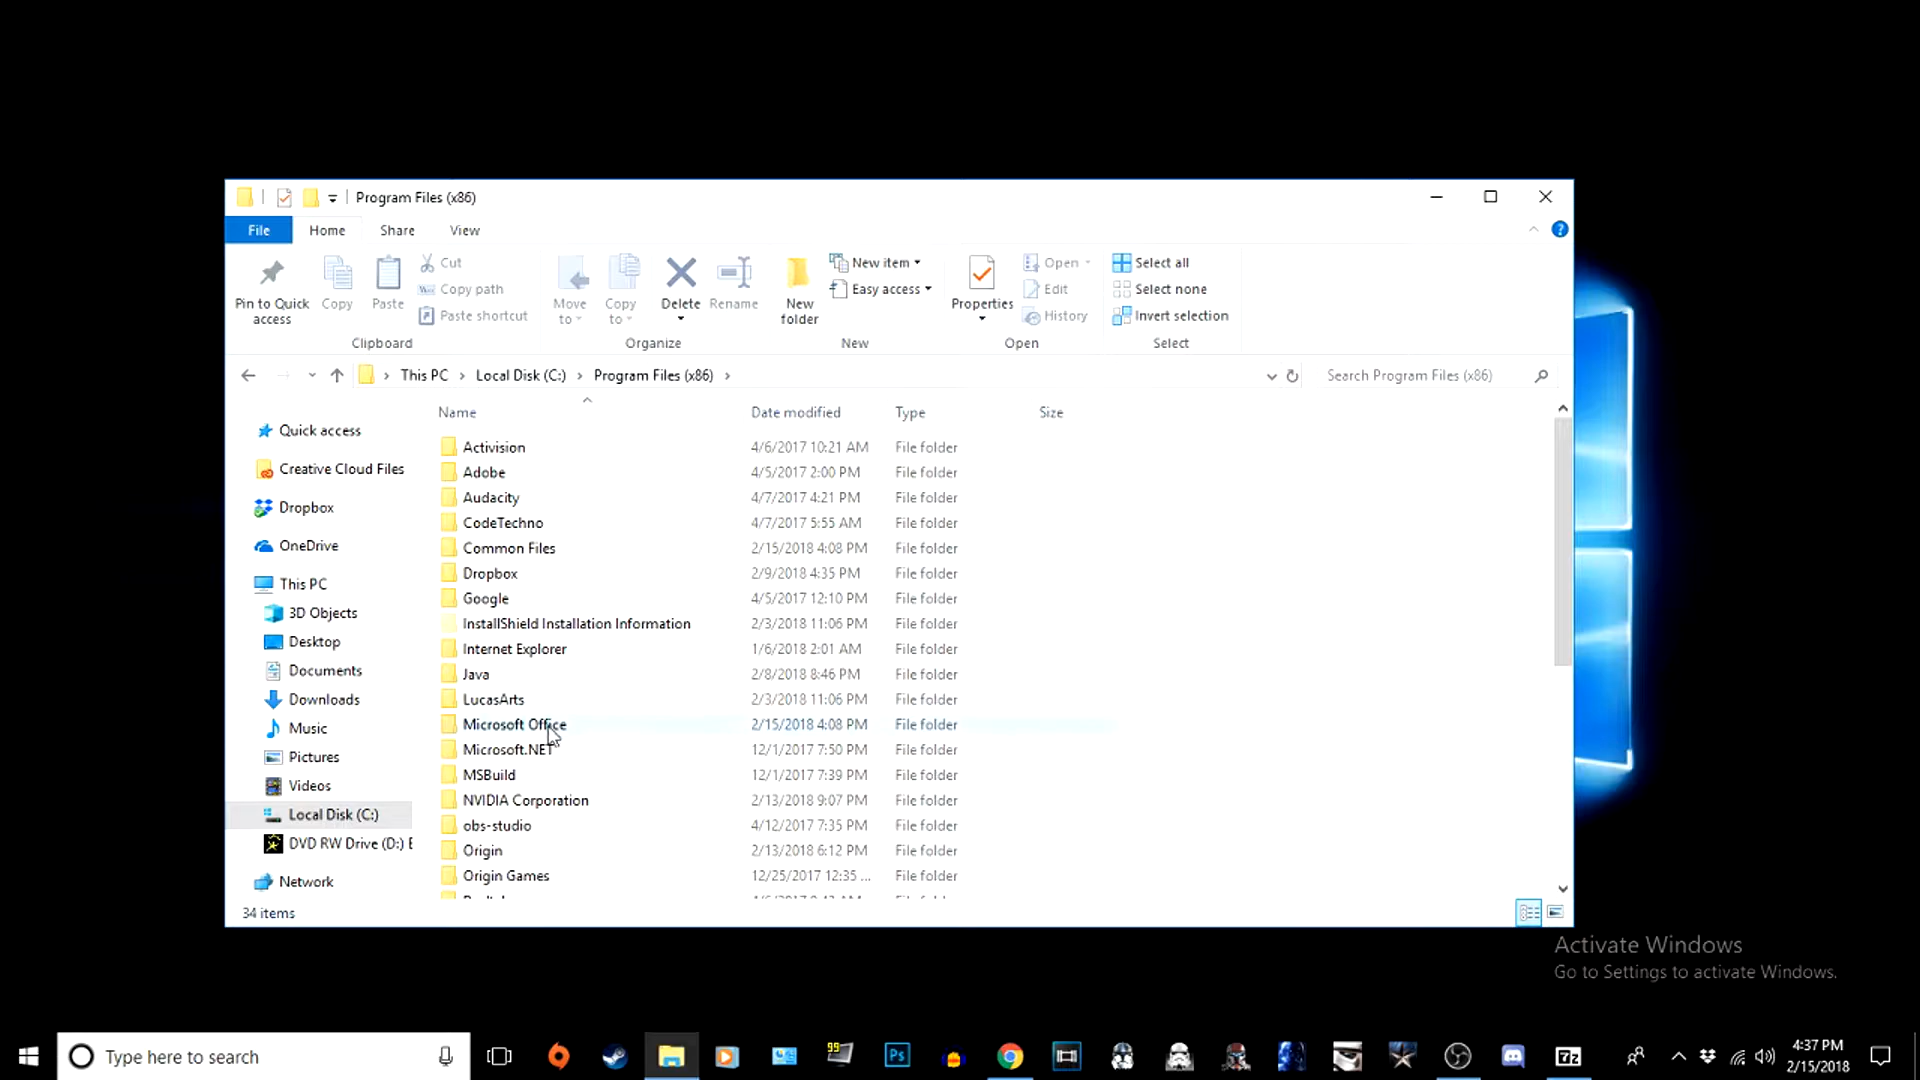 Program Files (x86)
File Home Share View
Pin to Quick access
Copy
Paste
Cut
Copy path
Paste shortcut
Clipboard
Move to
Copy to
Delete
Rename
Organize
New folder
New item
Easy access
New
Properties
Open
Edit
History
Open
Select all
Select none
Invert selection
Select
This PC > Local Disk (C:) > Program Files (x86) >
Search Program Files (x86)
Quick access
Creative Cloud Files
Dropbox
OneDrive
This PC
3D Objects
Desktop
Documents
Downloads
Music
Pictures
Videos
Local Disk (C:)
DVD RW Drive (D:) E
Network
Name Date modified Type Size
Activision 4/6/2017 10:21 AM File folder
Adobe 4/5/2017 2:00 PM File folder
Audacity 4/7/2017 4:21 PM File folder
CodeTechno 4/7/2017 5:55 AM File folder
Common Files 2/15/2018 4:08 PM File folder
Dropbox 2/9/2018 4:35 PM File folder
Google 4/5/2017 12:10 PM File folder
InstallShield Installation Information 2/3/2018 11:06 PM File folder
Internet Explorer 1/6/2018 2:01 AM File folder
Java 2/8/2018 8:46 PM File folder
LucasArts 2/3/2018 11:06 PM File folder
Microsoft Office 2/15/2018 4:08 PM File folder
Microsoft.NET 12/1/2017 7:50 PM File folder
MSBuild 12/1/2017 7:39 PM File folder
NVIDIA Corporation 2/13/2018 9:07 PM File folder
obs-studio 4/12/2017 7:35 PM File folder
Origin 2/13/2018 6:12 PM File folder
Origin Games 12/25/2017 12:35 ... File folder
34 items
Activate Windows
Go to Settings to activate Windows.
Type here to search
99
Ps
7z
4:37 PM
2/15/2018